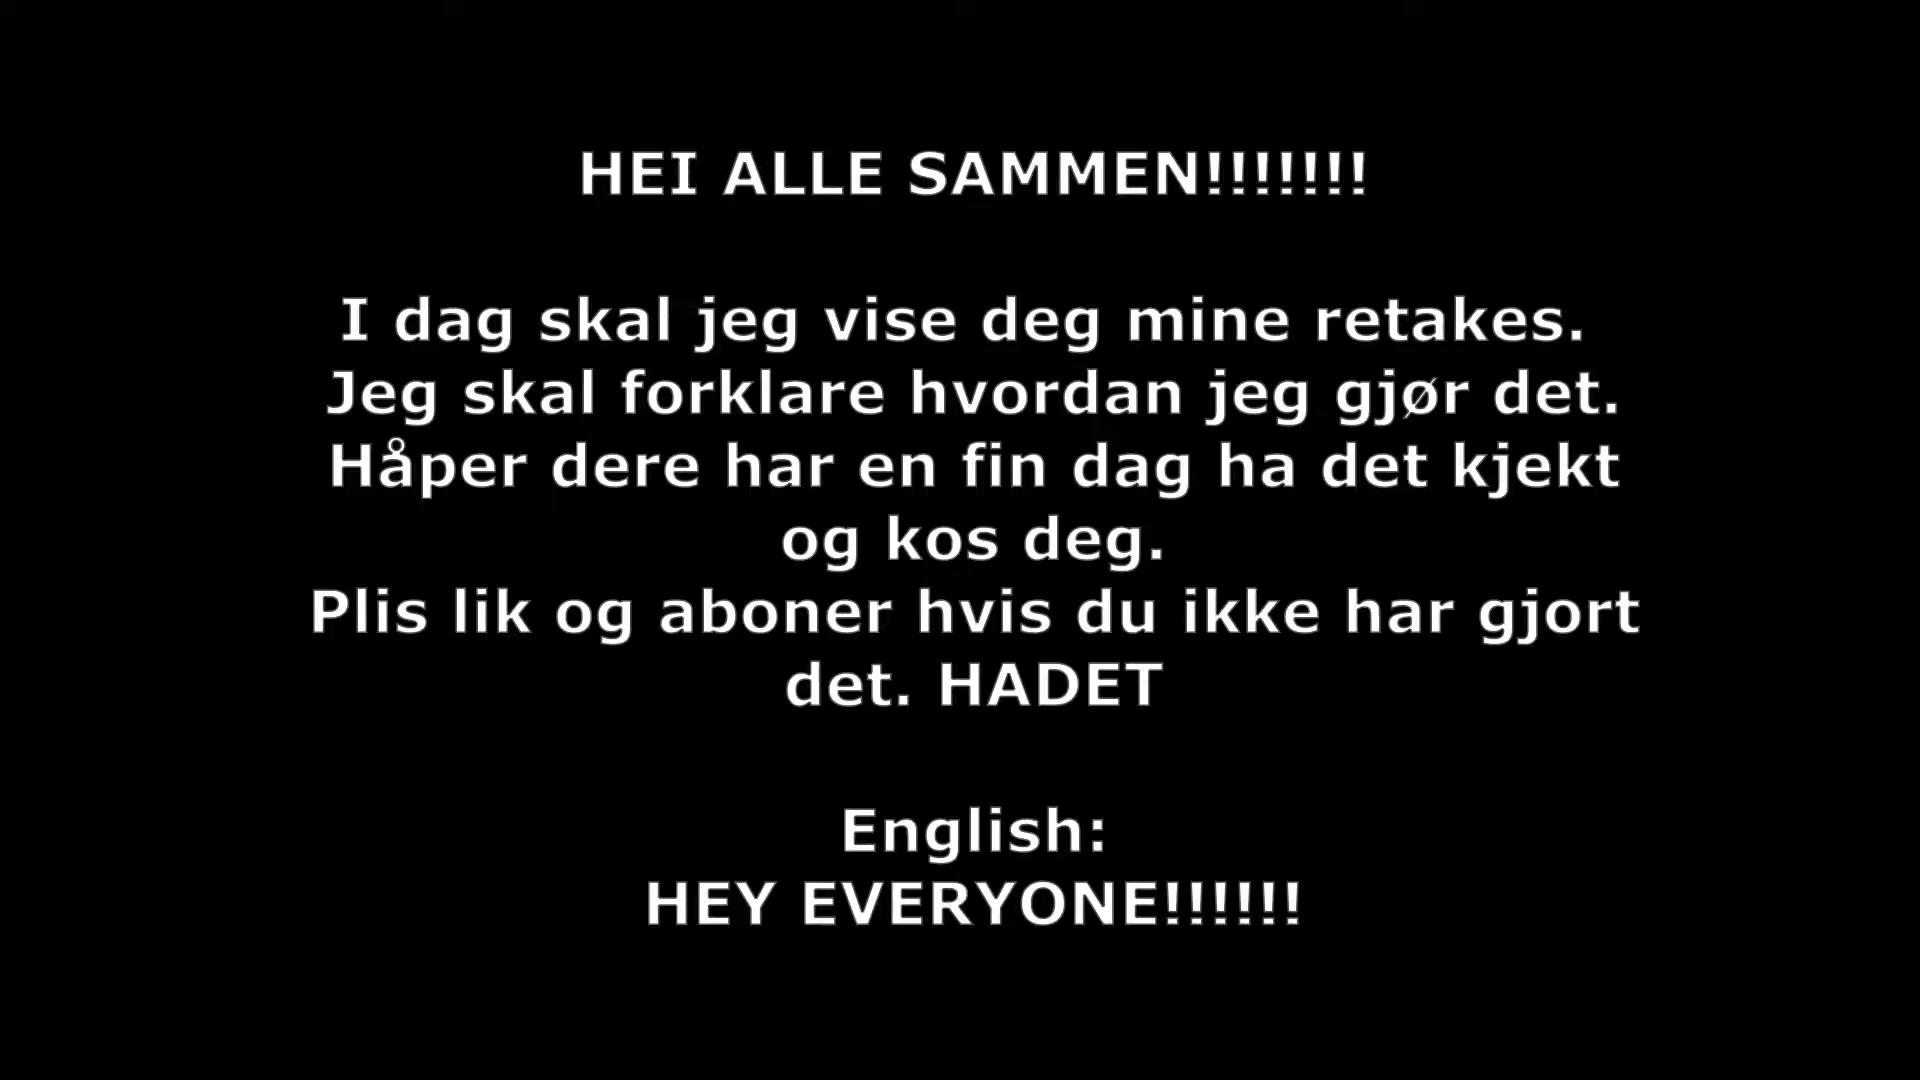 HEI ALLE SAMMEN!!!!!!!
I dag skal jeg vise deg mine retakes.
Jeg skal forklare hvordan jeg gjør det.
Håper dere har en fin dag ha det kjekt
og kos deg.
Plis lik og aboner hvis du ikke har gjort
det. HADET
English:
HEY EVERYONE!!!!!!